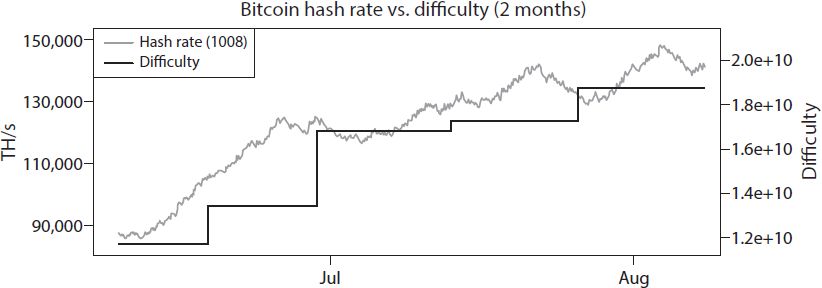 Bitcoin hash rate vs. difficulty (2 months)
150,000
130,000
110,000
90,000
TH/s
Hash rate (1008)
Difficulty
2.0e+10
1.8e+10
1.6e+10
1.4e+10
1.2e+10
Difficulty
Jul
Aug